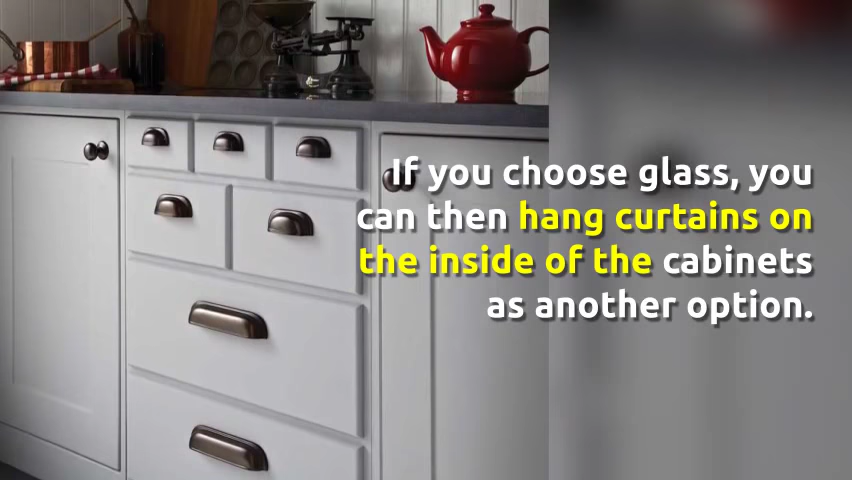 If you choose glass, you
can then hang curtains on
the inside of the cabinets
as another option.